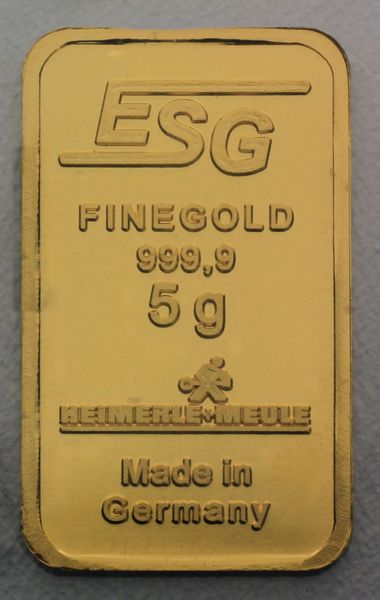 ESG
FINEGOLD
999,9
5 g
HEIMERLE+MEULE
Made in
Germany